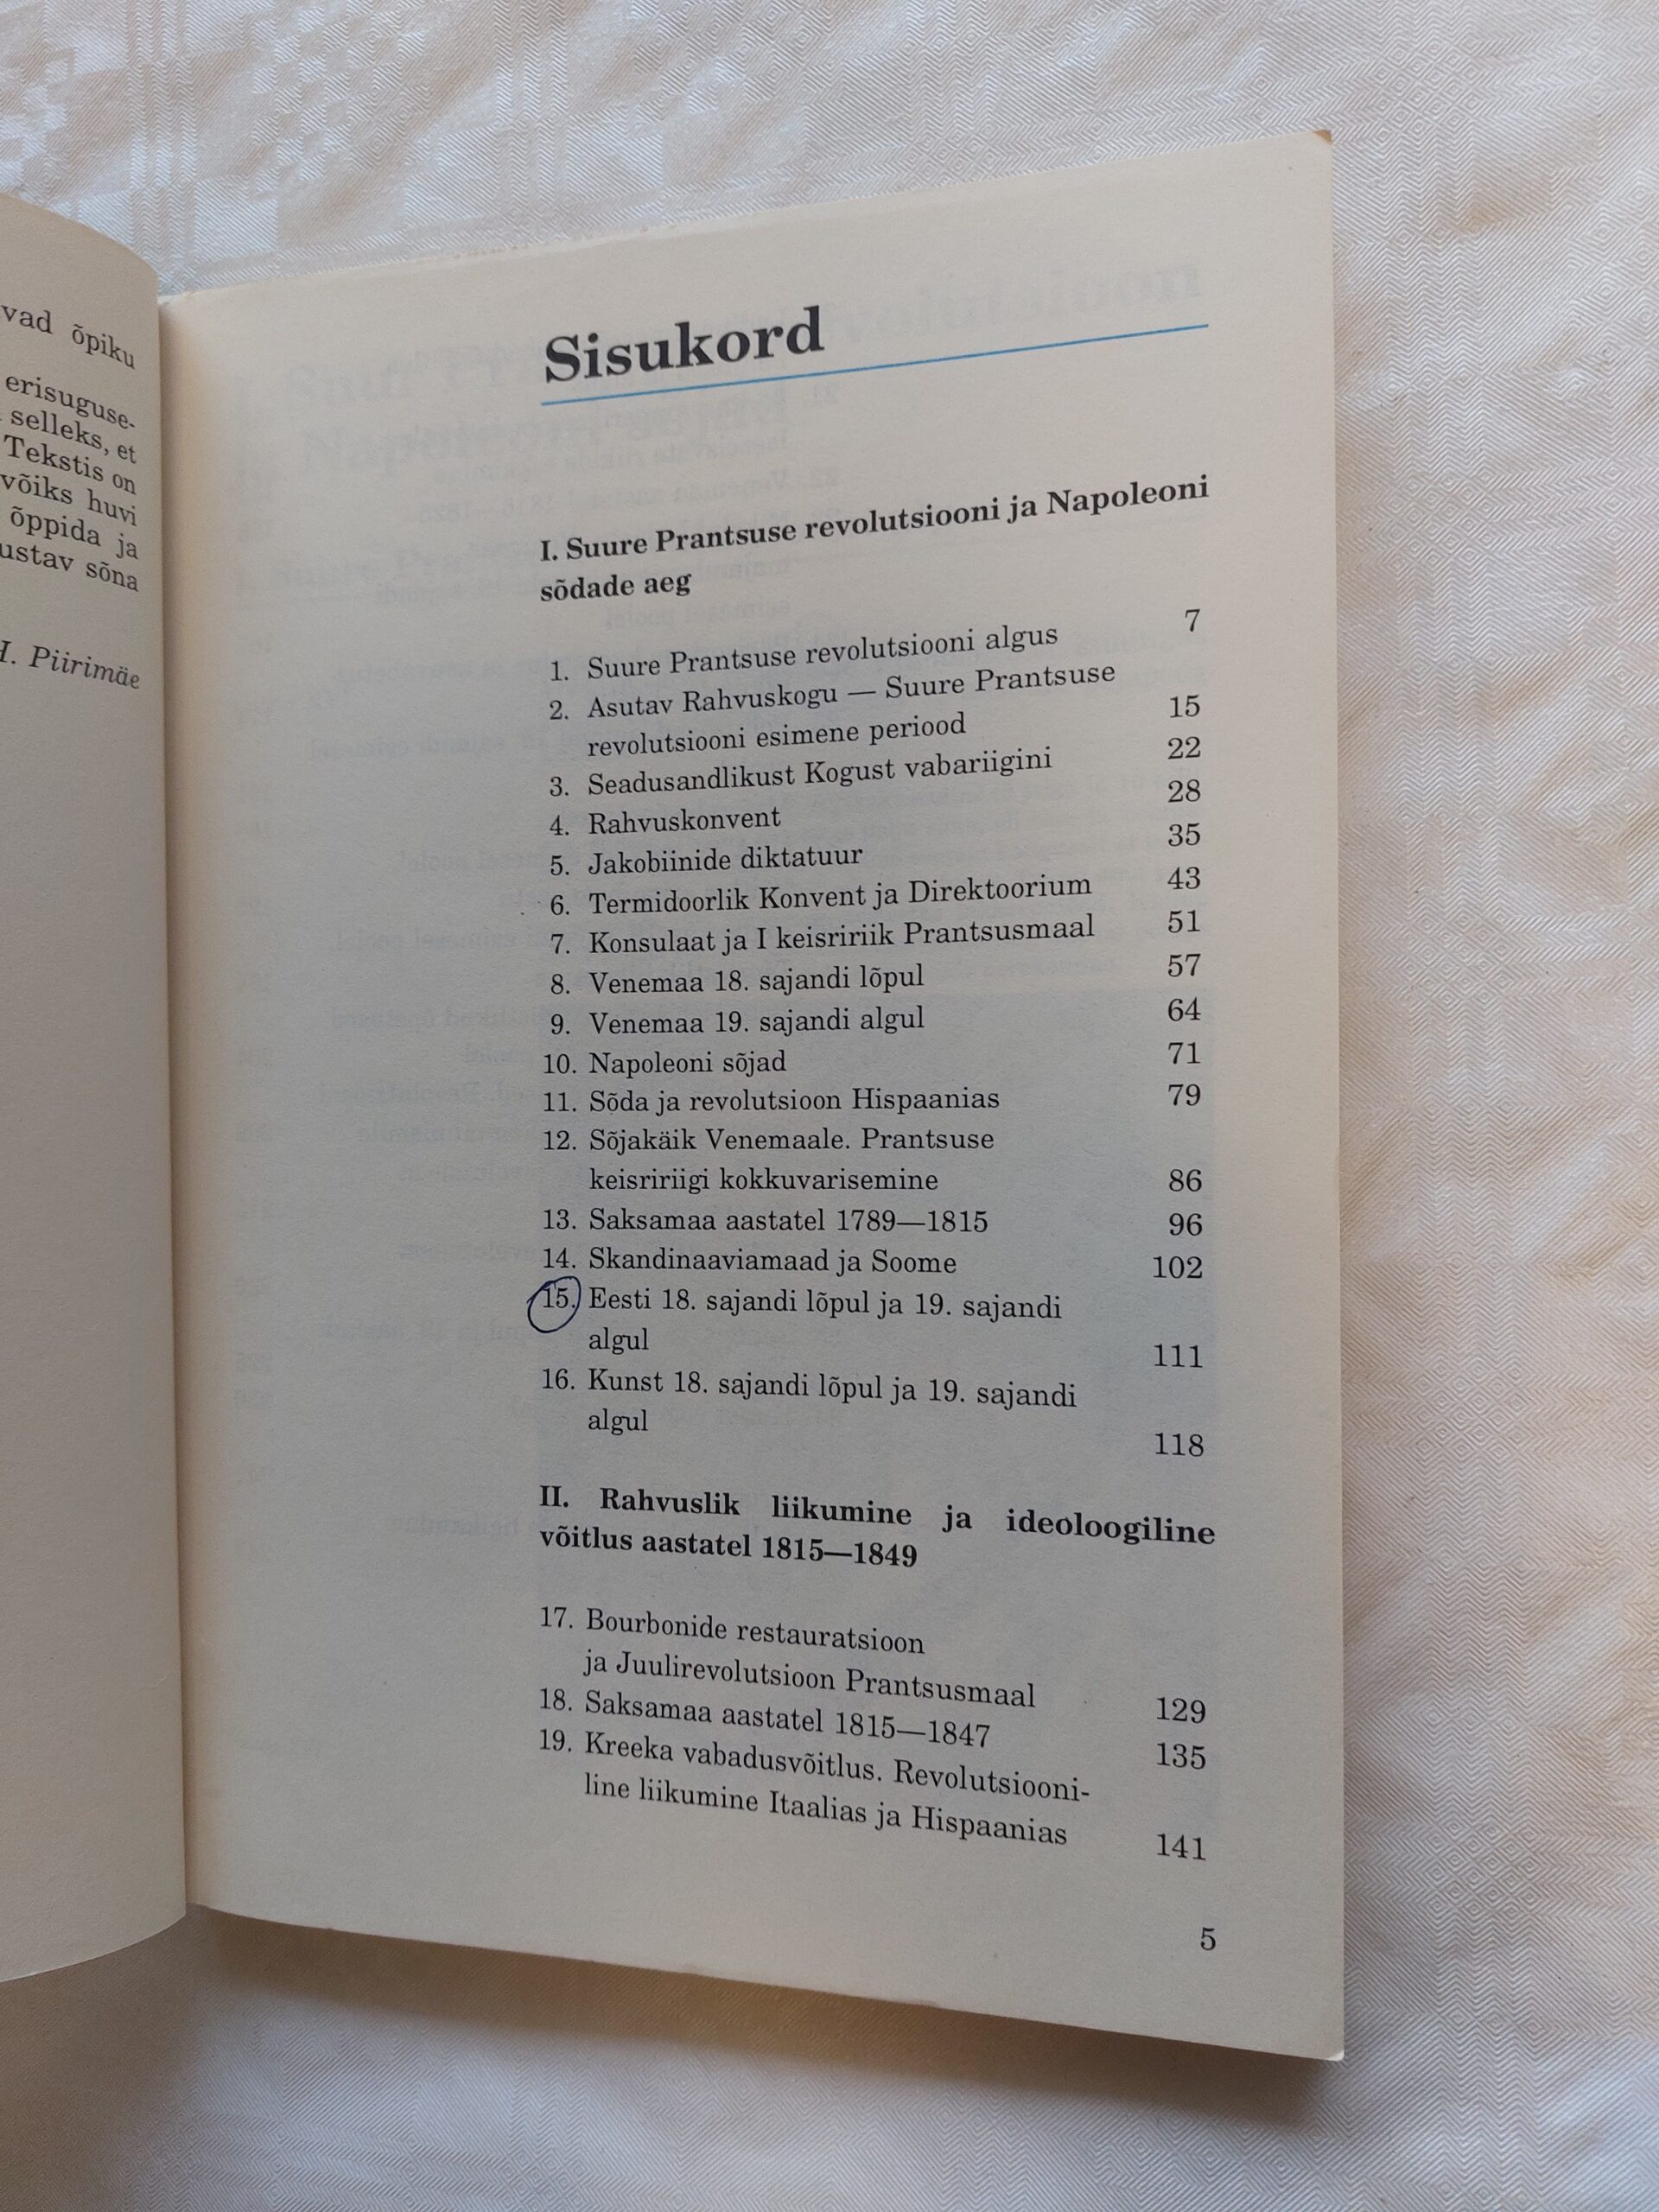 vad õpiku
erisuguse-
selleks, et
Tekstis on
võiks huvi
õppida ja
ustav sõna
H. Piirimäe
Sisukord
I. Suure Prantsuse revolutsiooni ja Napoleoni
sõdade aeg
1. Suure Prantsuse revolutsiooni algus 7
2. Asutav Rahvuskogu — Suure Prantsuse
revolutsiooni esimene periood 15
3. Seadusandlikust Kogust vabariigini 22
4. Rahvuskonvent 28
5. Jakobiinide diktatuur 35
6. Termidoorlik Konvent ja Direktoorium 43
7. Konsulaat ja I keisririik Prantsusmaal 51
8. Venemaa 18. sajandi lõpul 57
9. Venemaa 19. sajandi algul 64
10. Napoleoni sõjad 71
11. Sõda ja revolutsioon Hispaanias 79
12. Sõjakäik Venemaale. Prantsuse
keisririigi kokkuvarisemine 86
13. Saksamaa aastatel 1789—1815 96
14. Skandinaaviamaad ja Soome 102
15. Eesti 18. sajandi lõpul ja 19. sajandi
algul 111
16. Kunst 18. sajandi lõpul ja 19. sajandi
algul 118
II. Rahvuslik liikumine ja ideoloogiline
võitlus aastatel 1815—1849
17. Bourbonide restauratsioon
ja Juulirevolutsioon Prantsusmaal 129
18. Saksamaa aastatel 1815—1847 135
19. Kreeka vabadusvõitlus. Revolutsiooni-
line liikumine Itaalias ja Hispaanias 141
5